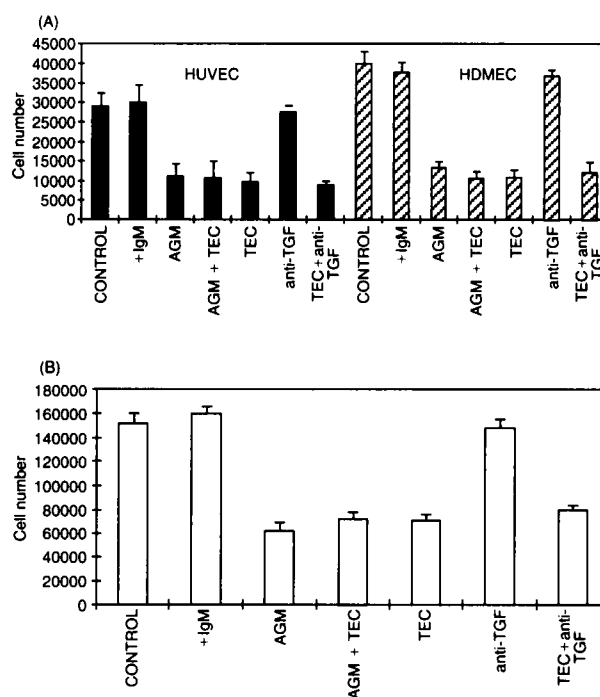 (A)
45000
40000
35000
30000
25000
20000
15000
10000
5000
0
Cell number
HUVEC
HDMEC
CONTROL
+IgM
AGM
AGM + TEC
TEC
anti-TGF
TEC+anti-
TGF
CONTROL
+IgM
AGM
AGM + TEC
TEC
anti-TGF
TEC+anti-
TGF
(B)
180000
160000
140000
120000
100000
80000
60000
40000
20000
0
Cell number
CONTROL
+IgM
AGM
AGM + TEC
TEC
anti-TGF
TEC+anti-
TGF